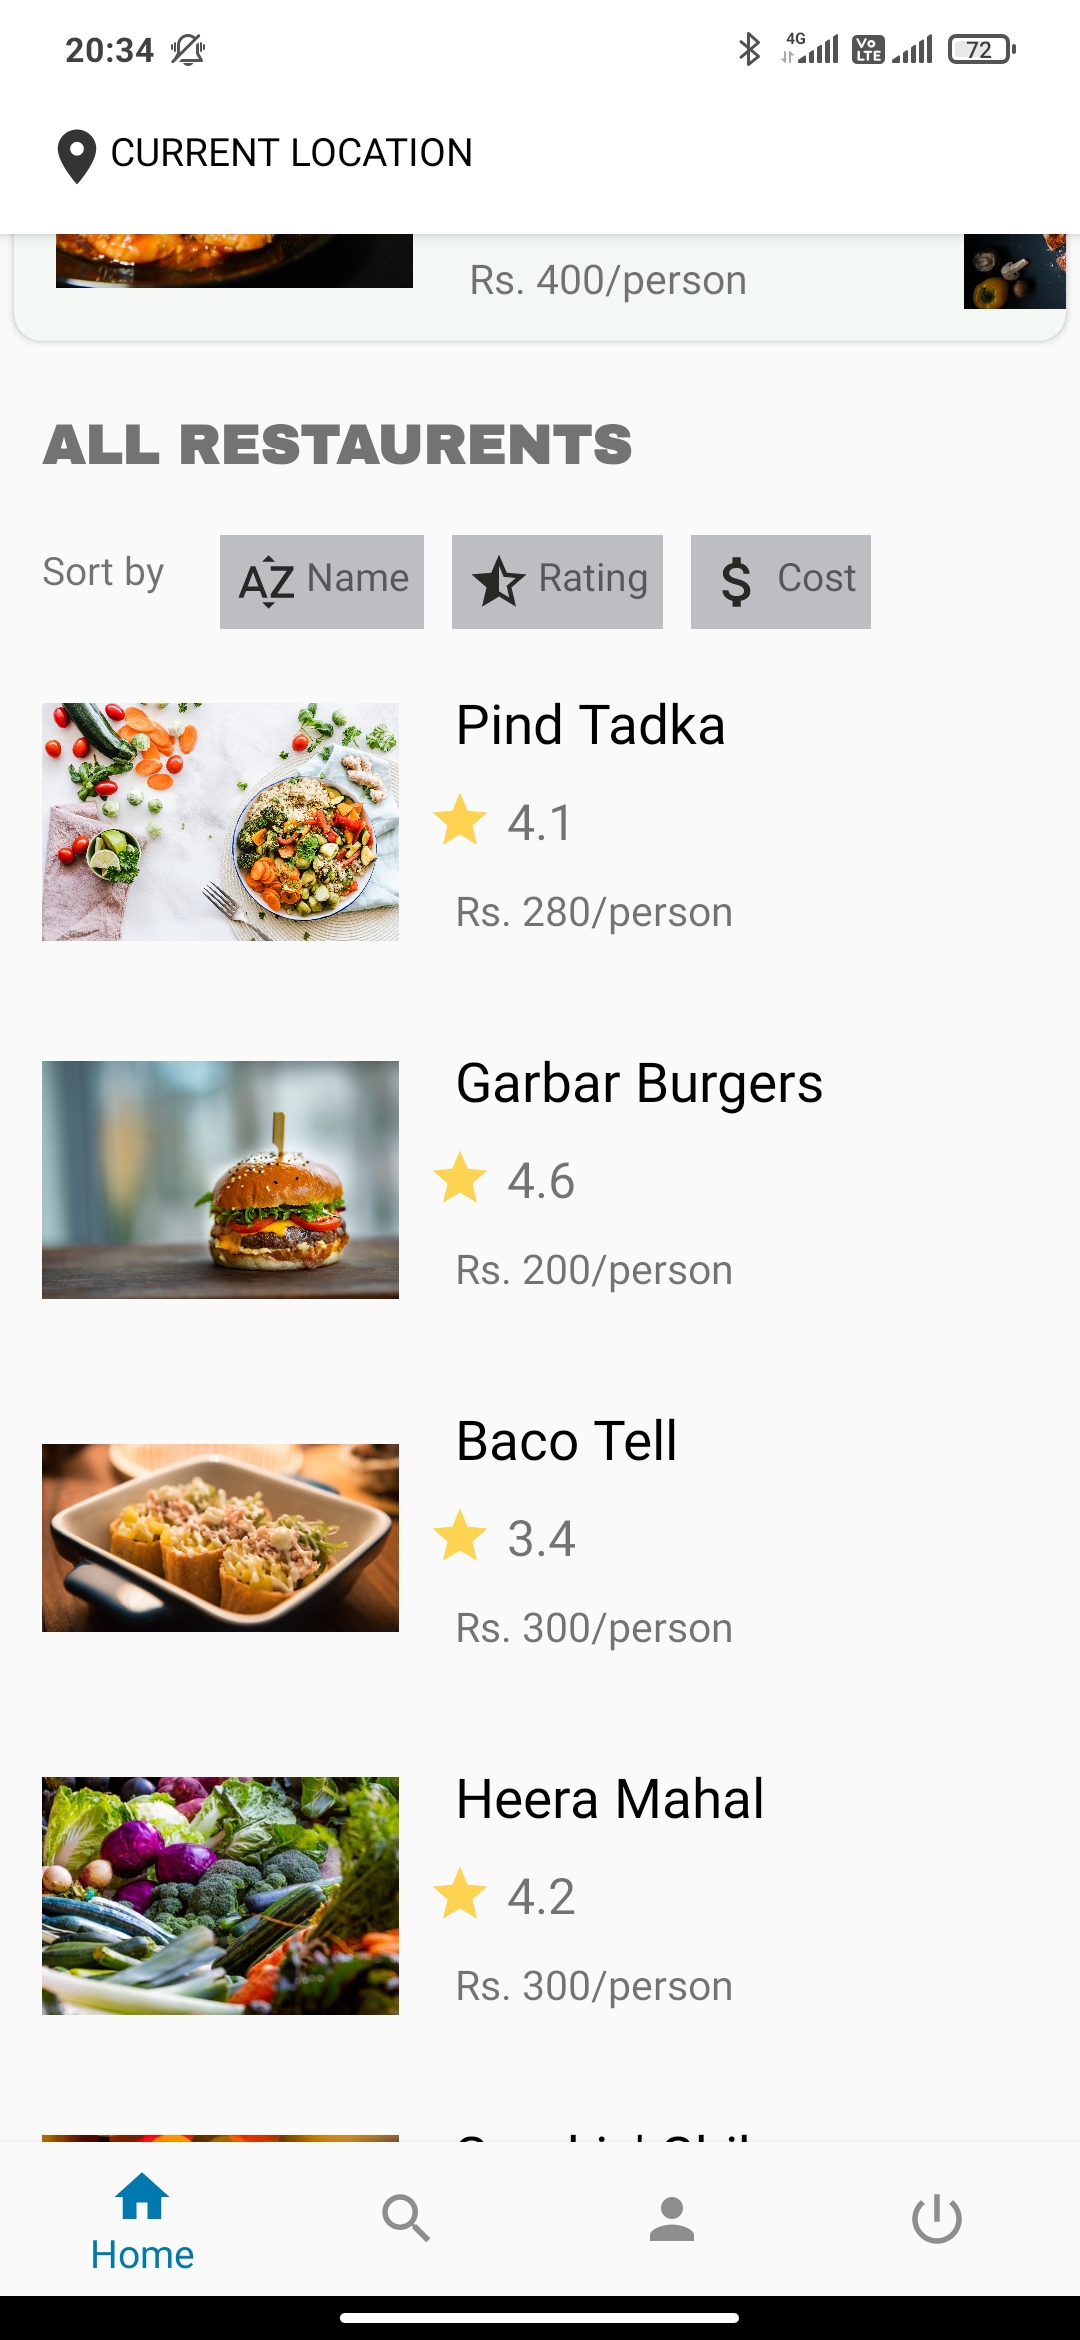 20:34
4G
Vo
LTE
72
CURRENT LOCATION
Rs. 400/person
ALL RESTAURENTS
Sort by
AZ Name
Rating
$ Cost
Pind Tadka
4.1
Rs. 280/person
Garbar Burgers
4.6
Rs. 200/person
Baco Tell
3.4
Rs. 300/person
Heera Mahal
4.2
Rs. 300/person
Home